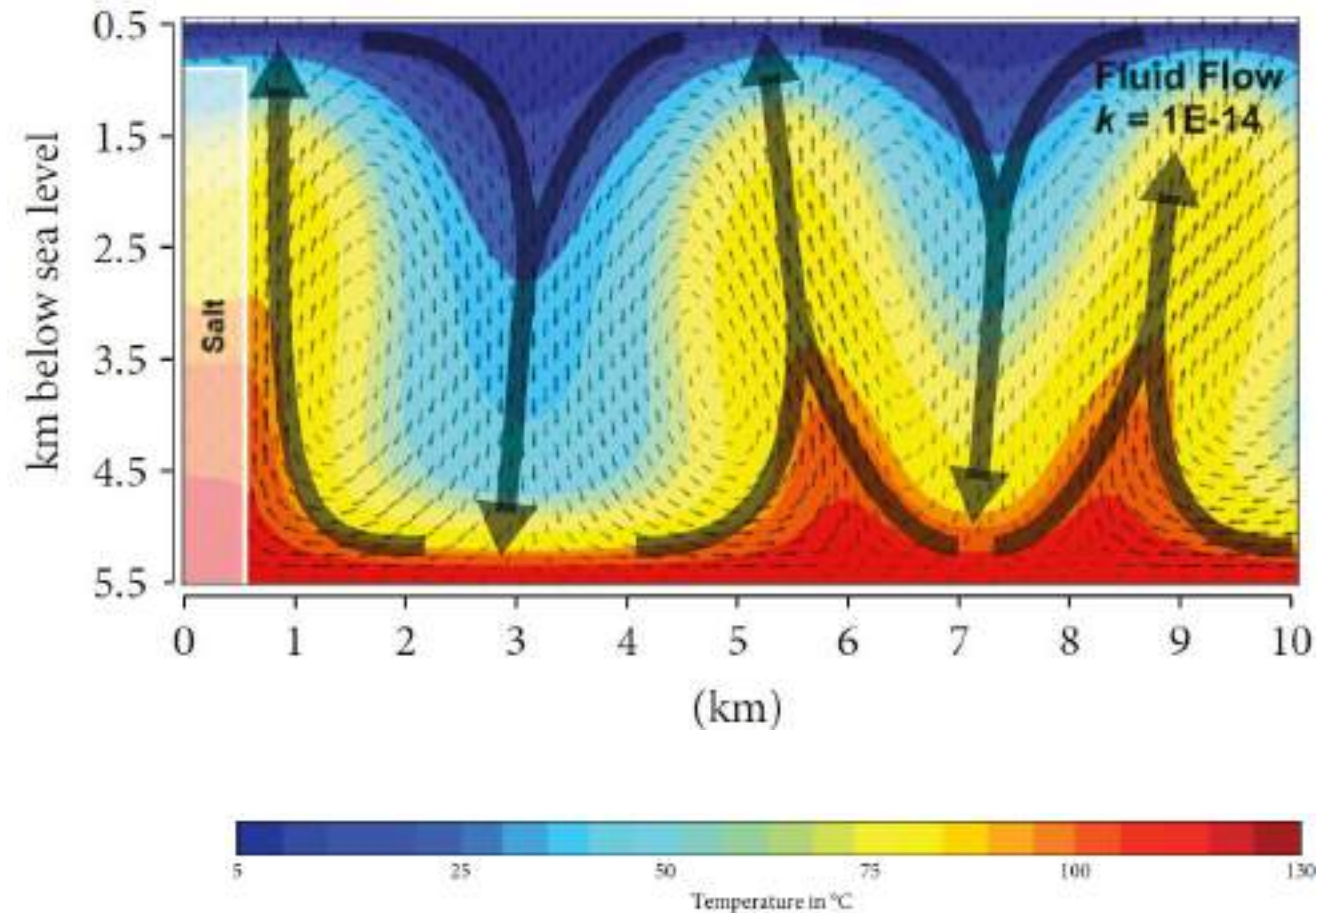 0.5
1.5
2.5
3.5
4.5
5.5
km below sea level
Salt
Fluid Flow
k = 1E-14
0 1 2 3 4 5 6 7 8 9 10
(km)
5 25 50 75 100 130
Temperature in °C